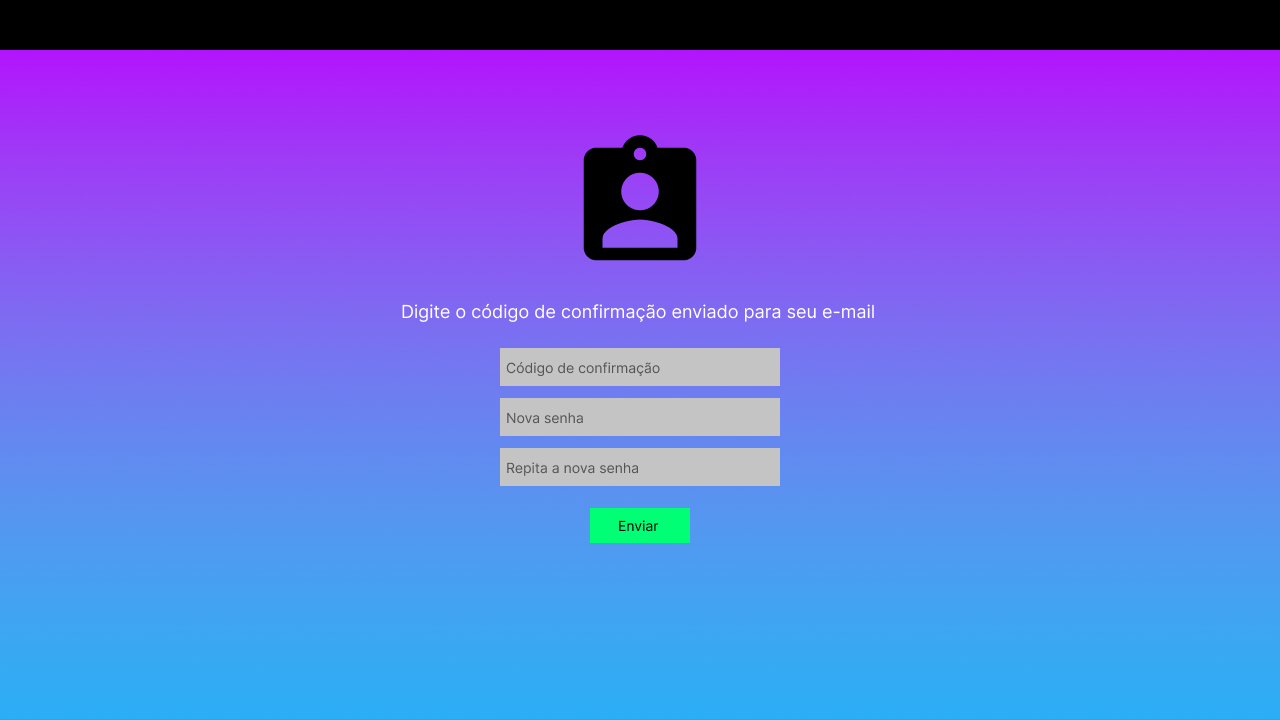 Digite o código de confirmação enviado para seu e-mail
Código de confirmação
Nova senha
Repita a nova senha
Enviar